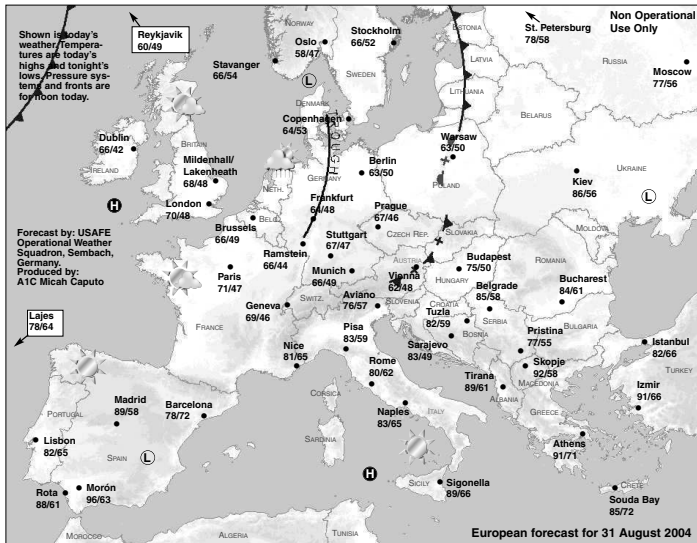 Shown is today's
weather. Tempera-
tures are today's
highs and tonight's
lows. Pressure sys-
tems and fronts are
for noon today.
Reykjavik
60/49
NORWAY
Oslo
58/47
Stockholm
66/52
ESTONIA
St. Petersburg
78/58
Non Operational
Use Only
Stavanger
66/54
L
SWEDEN
LATVIA
RUSSIA
Moscow
77/56
LITHUANIA
DENMARK
Copenhagen
64/53
TROUGH
BELARUS
Dublin
66/42
IRELAND
BRITAIN
Mildenhall/
Lakenheath
68/48
London
70/48
H
NETH.
GERMANY
Berlin
63/50
Warsaw
63/50
POLAND
UKRAINE
Kiev
86/56
L
Frankfurt
64/48
Prague
67/46
CZECH REP.
Brussels
66/49
BELG.
Stuttgart
67/47
SLOVAKIA
MOLDOVA
Forecast by: USAFE
Operational Weather
Squadron, Sembach,
Germany.
Produced by:
A1C Micah Caputo
Ramstein
66/44
Munich
66/49
AUSTRIA
Vienna
62/48
Budapest
75/50
HUNGARY
ROMANIA
Paris
71/47
Lajes
78/64
Geneva
69/46
SWITZ.
Aviano
76/57
SLOVENIA
CROATIA
Belgrade
85/58
Bucharest
84/61
FRANCE
Tuzla
82/59
BOSNIA
SERBIA
Pisa
83/59
Sarajevo
83/49
Pristina
77/55
BULGARIA
Istanbul
82/66
Nice
81/65
Rome
80/62
Skopje
92/58
MACEDONIA
TURKEY
Tirana
89/61
ALBANIA
Izmir
91/66
CORSICA
Madrid
89/58
Barcelona
78/72
PORTUGAL
Naples
83/65
ITALY
GREECE
Lisbon
82/65
SPAIN
L
SARDINIA
Athens
91/71
H
SICILY
Sigonella
89/66
Rota
88/61
Morón
96/63
CRETE
Souda Bay
85/72
MOROCCO
ALGERIA
TUNISIA
European forecast for 31 August 2004